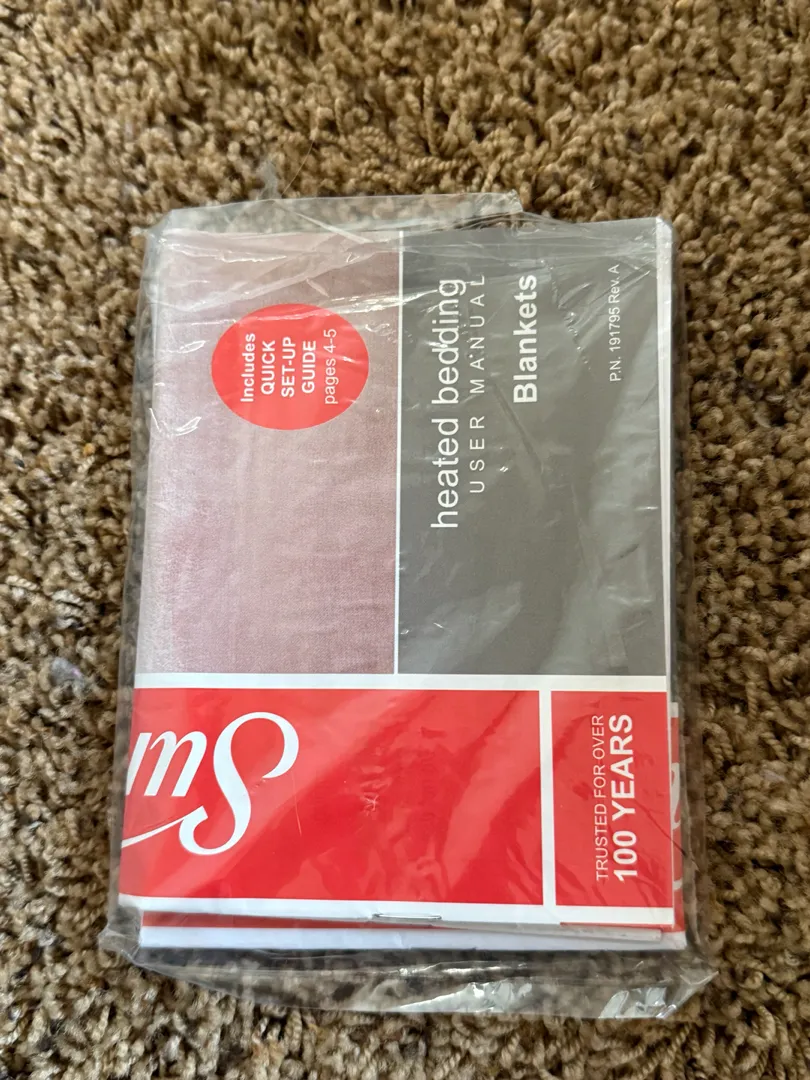 Includes
QUICK
SET-UP
GUIDE
pages 4-5
heated bedding
USER MANUAL
Blankets
P.N. 191795 Rev. A
Sun
TRUSTED FOR OVER
100 YEARS